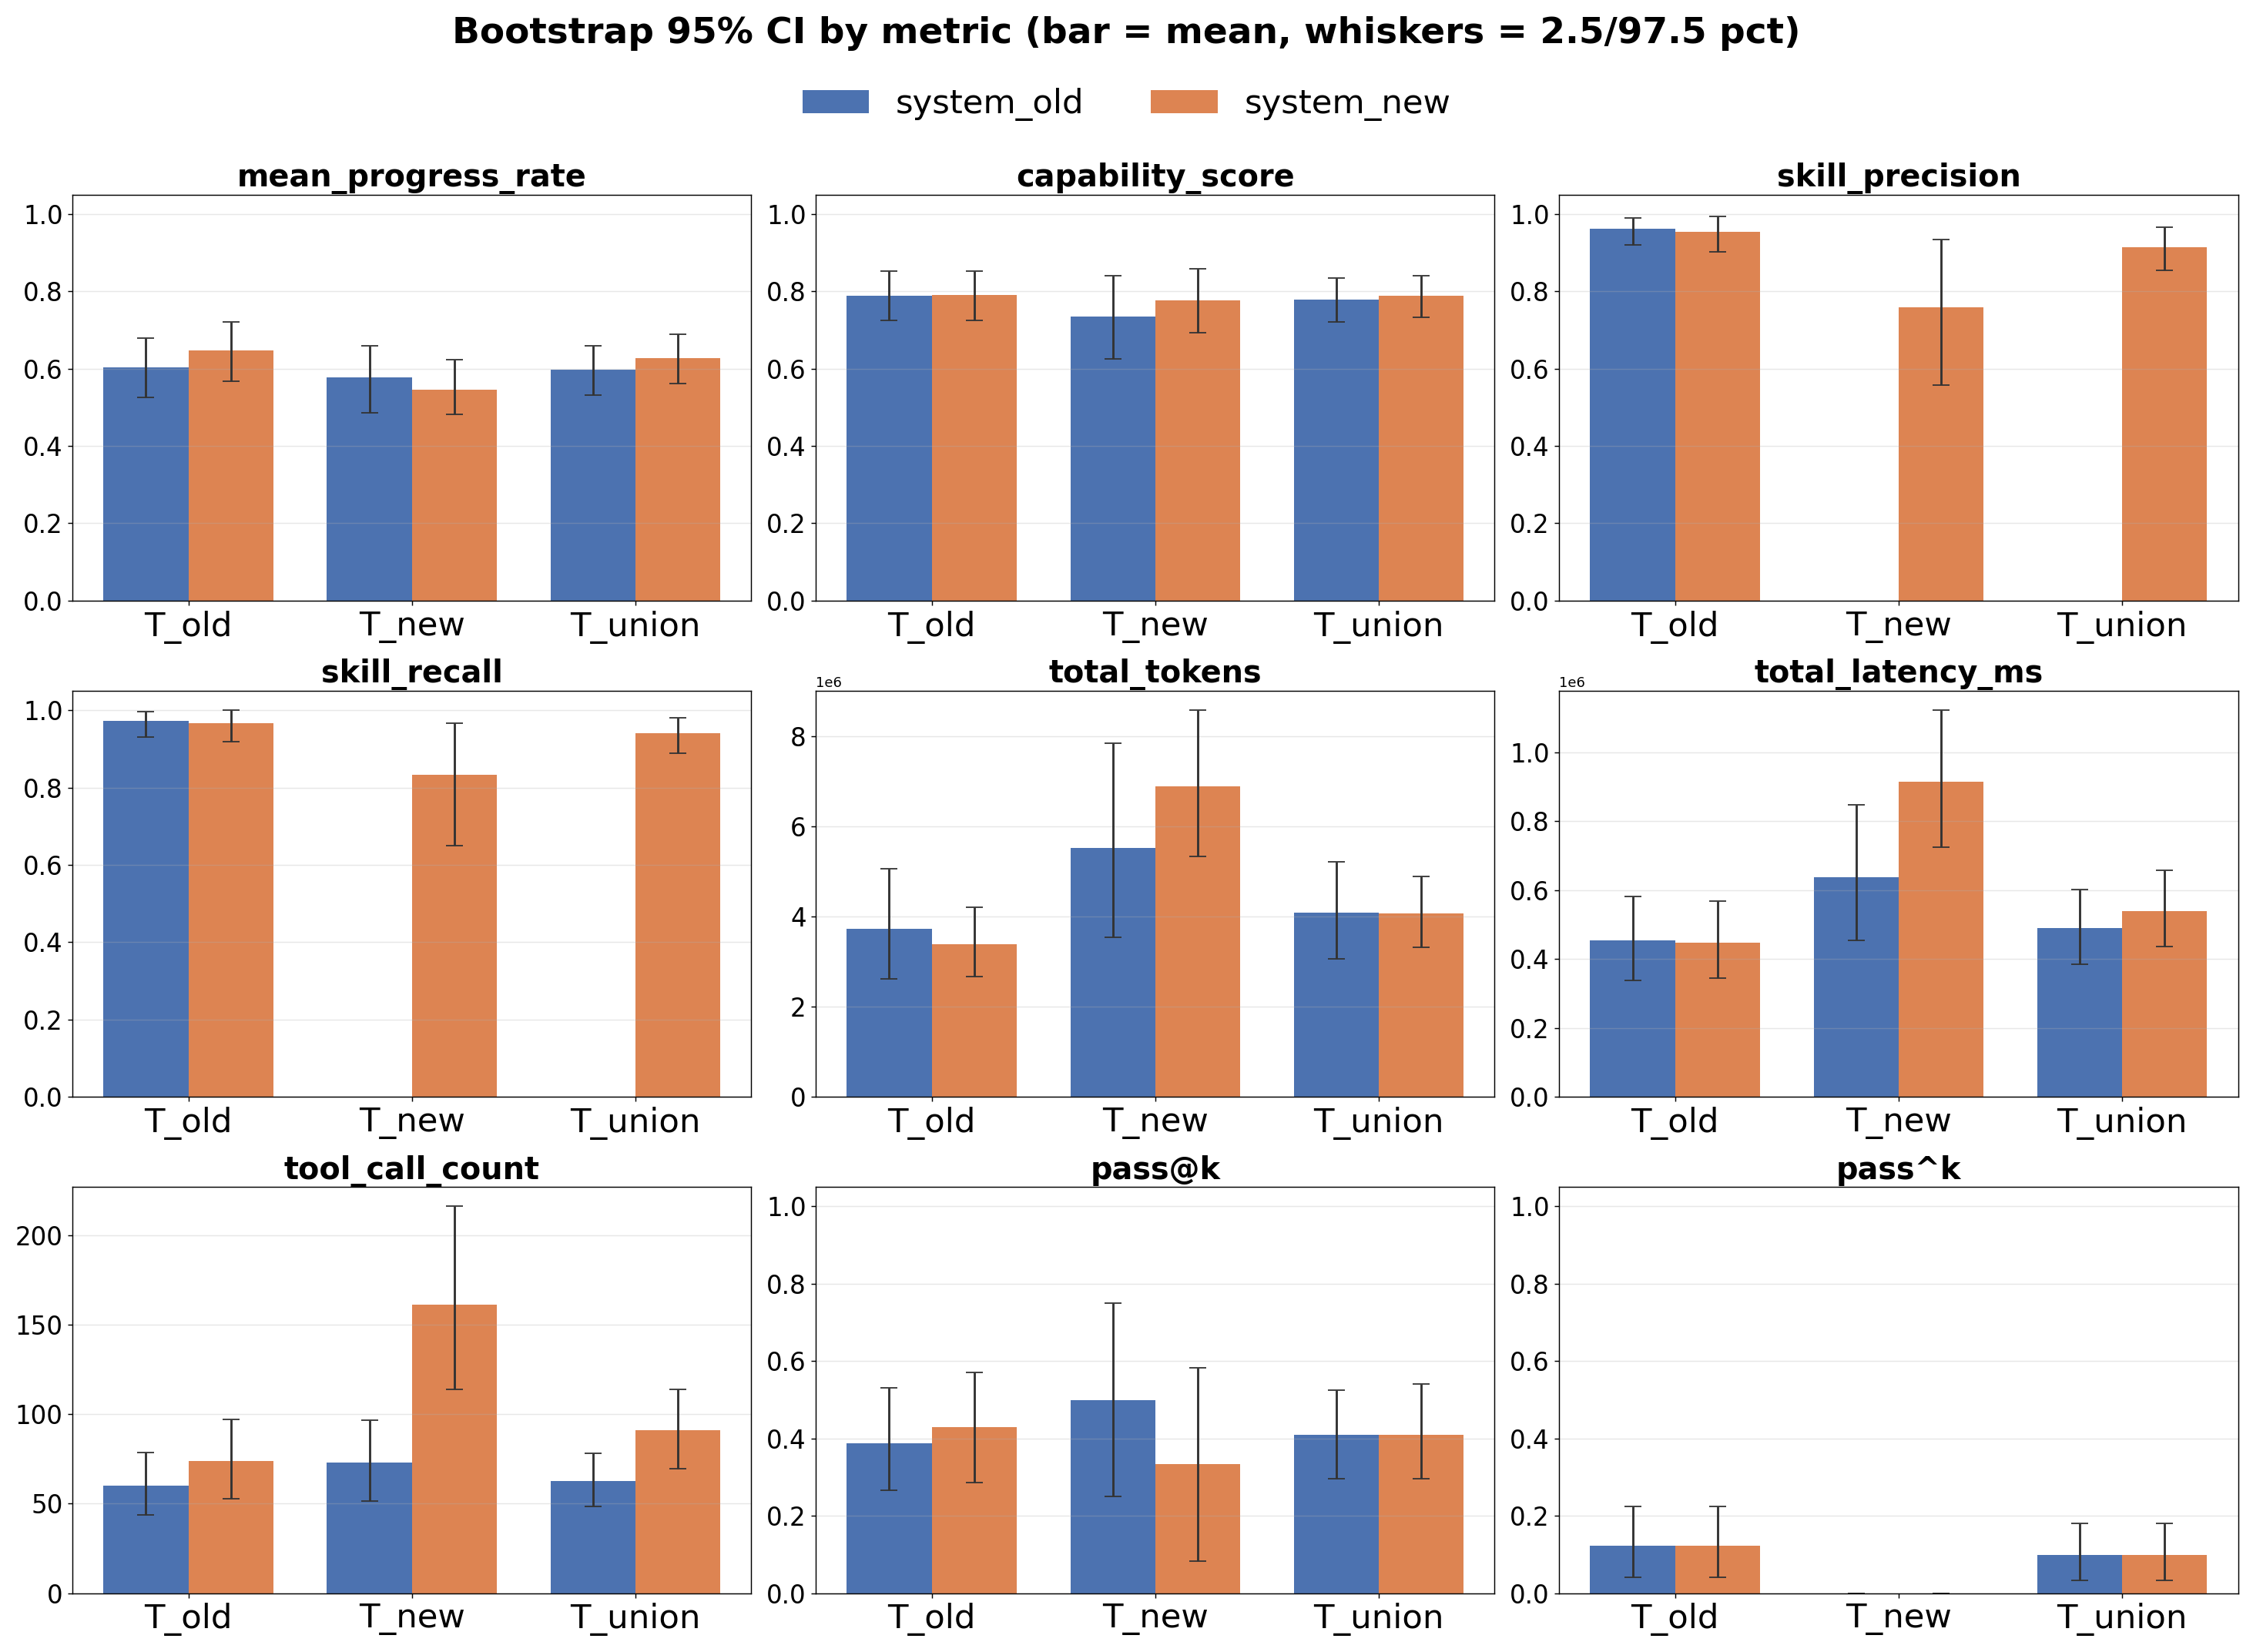 Bootstrap 95% CI by metric (bar = mean, whiskers = 2.5/97.5 pct)
system_old
system_new
mean_progress_rate
1.0
0.8
0.6
0.4
0.2
0.0
T_old
T_new
T_union
capability_score
1.0
0.8
0.6
0.4
0.2
0.0
T_old
T_new
T_union
skill_precision
1.0
0.8
0.6
0.4
0.2
0.0
T_old
T_new
T_union
skill_recall
1.0
0.8
0.6
0.4
0.2
0.0
T_old
T_new
T_union
total_tokens
1e6
8
6
4
2
0
T_old
T_new
T_union
total_latency_ms
1e6
1.0
0.8
0.6
0.4
0.2
0.0
T_old
T_new
T_union
tool_call_count
200
150
100
50
0
T_old
T_new
T_union
pass@k
1.0
0.8
0.6
0.4
0.2
0.0
T_old
T_new
T_union
pass^k
1.0
0.8
0.6
0.4
0.2
0.0
T_old
T_new
T_union